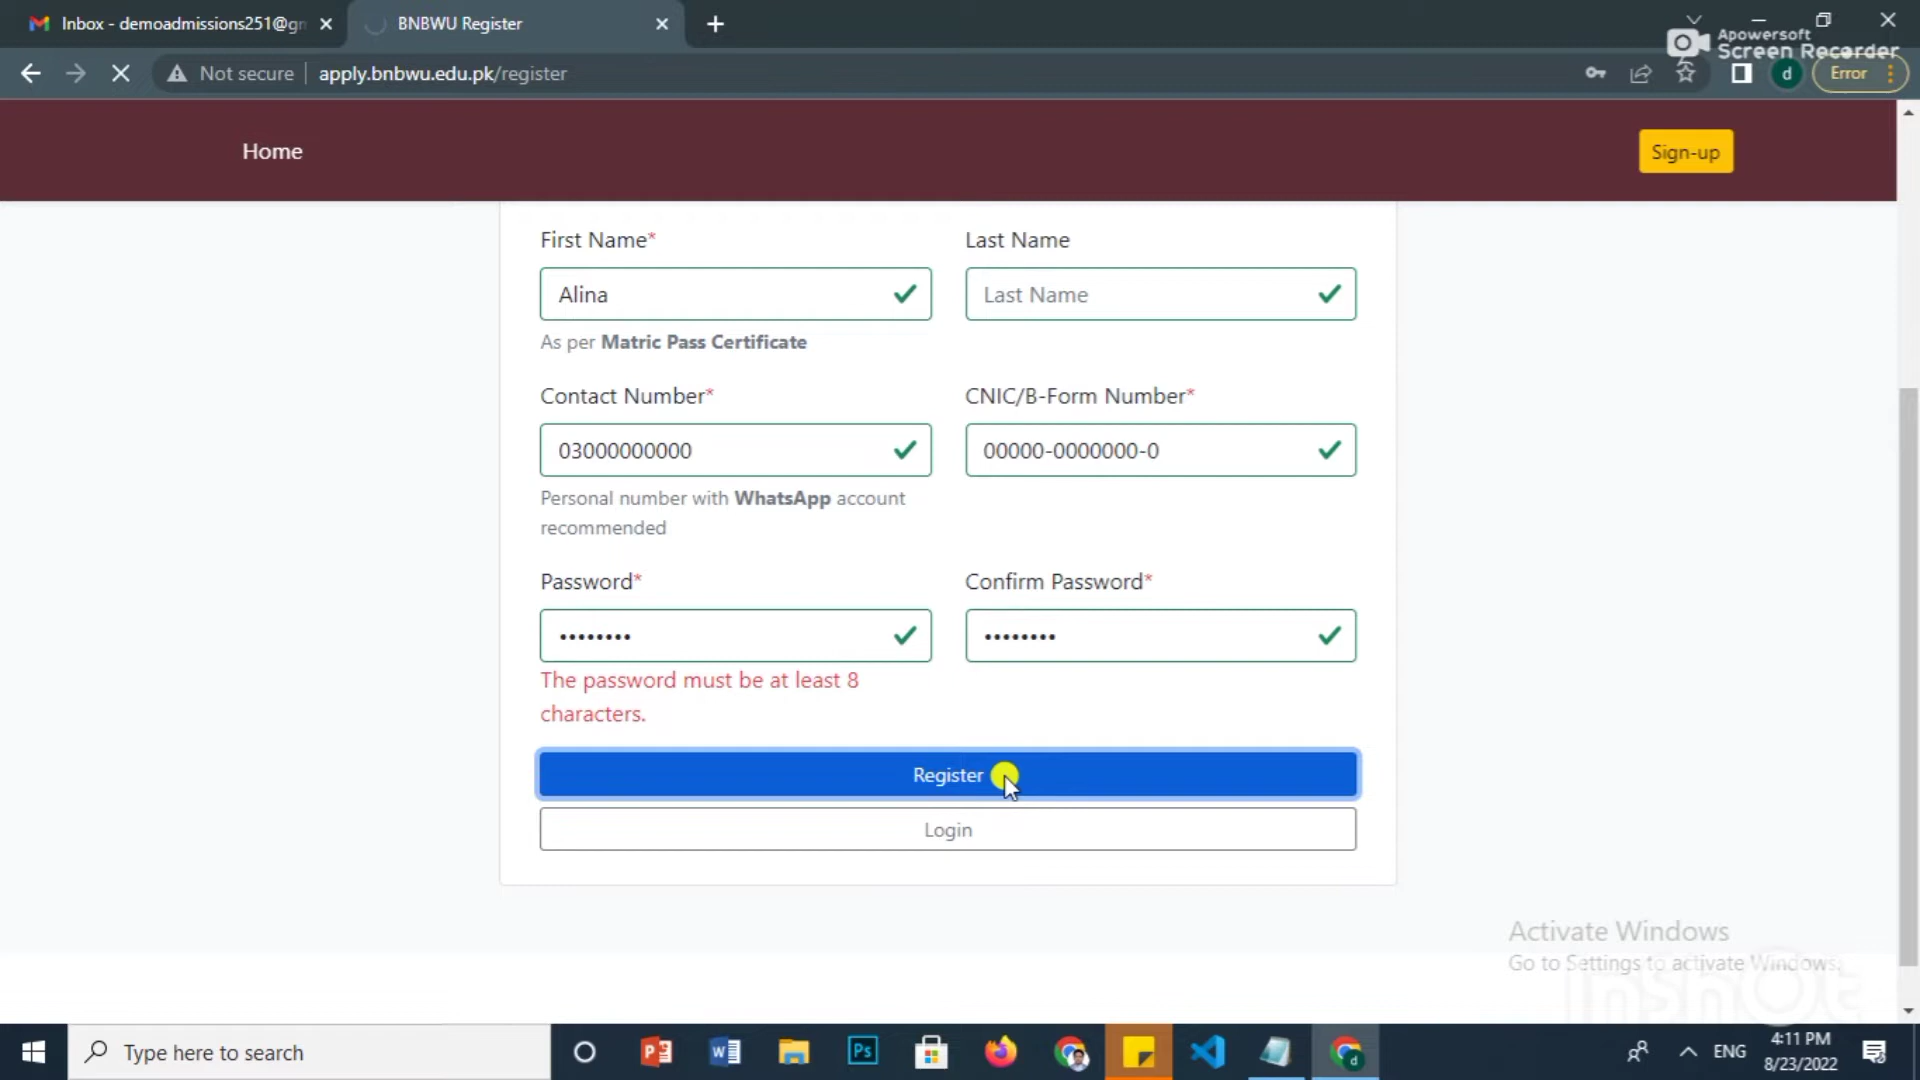 Inbox - demoadmissions251@gm
BNBWU Register
Apowersoft
Screen Recorder
Not secure
apply.bnbwu.edu.pk/register
d
Error
Home
Sign-up
First Name*
Last Name
Alina
Last Name
As per Matric Pass Certificate
Contact Number*
CNIC/B-Form Number*
03000000000
00000-0000000-0
Personal number with WhatsApp account
recommended
Password*
Confirm Password*
••••••••
••••••••
The password must be at least 8
characters.
Register
Login
Activate Windows
Go to Settings to activate Windows.
InShOt
Type here to search
Ps
ENG
4:11 PM
8/23/2022